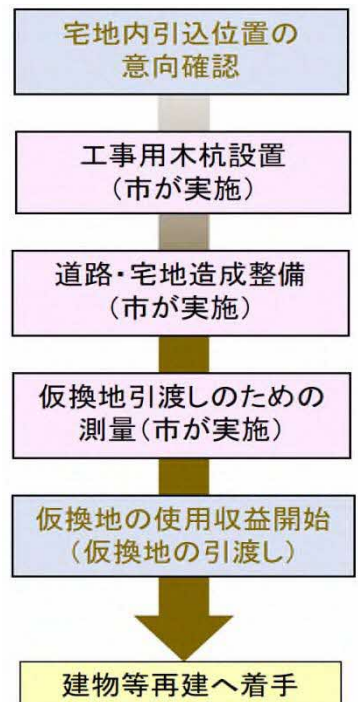 宅地内引込位置の
意向確認
工事用木杭設置
(市が実施)
道路・宅地造成整備
(市が実施)
仮換地引渡しのための
測量(市が実施)
仮換地の使用収益開始
(仮換地の引渡し)
建物等再建へ着手